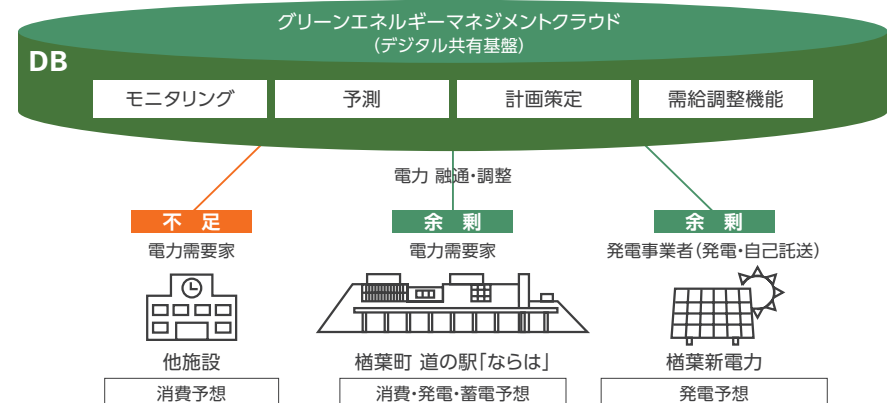 グリーンエネルギーマネジメントクラウド
（デジタル共有基盤）
DB
モニタリング
予測
計画策定
需給調整機能
電力 融通・調整
不 足
余 剰
余 剰
電力需要家
電力需要家
発電事業者（発電・自己託送）
他施設
楢葉町 道の駅「ならは」
楢葉新電力
消費予想
消費・発電・蓄電予想
発電予想